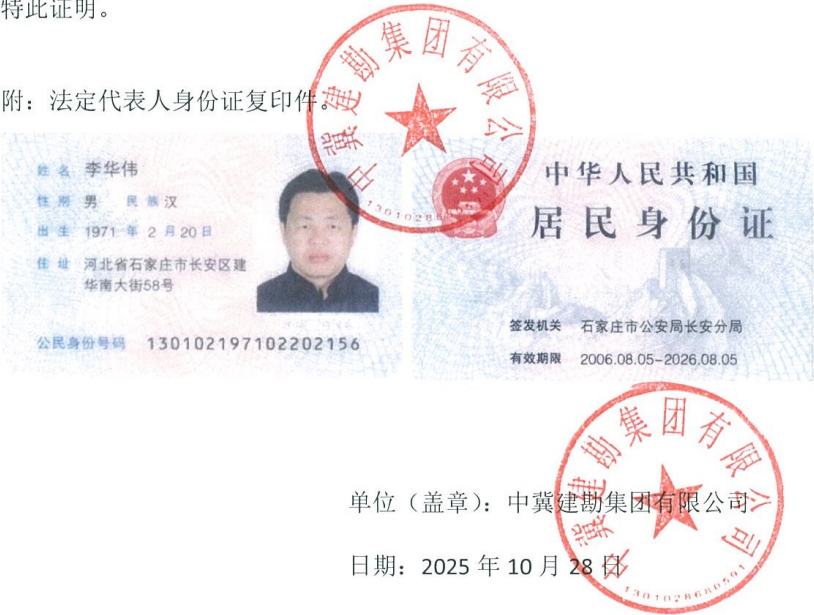 特此证明。
附：法定代表人身份证复印件。
中冀建勘集团有限公司
姓名 李华伟
性别 男 民族 汉
出生 1971 年 2 月 20 日
住址 河北省石家庄市长安区建
华南大街58号
公民身份号码 130102197102202156
中华人民共和国
居民身份证
签发机关 石家庄市公安局长安分局
有效期限 2006.08.05-2026.08.05
中冀建勘集团有限公司
1301028680591
单位（盖章）：中冀建勘集团有限公司
日期：2025 年 10 月 28 日